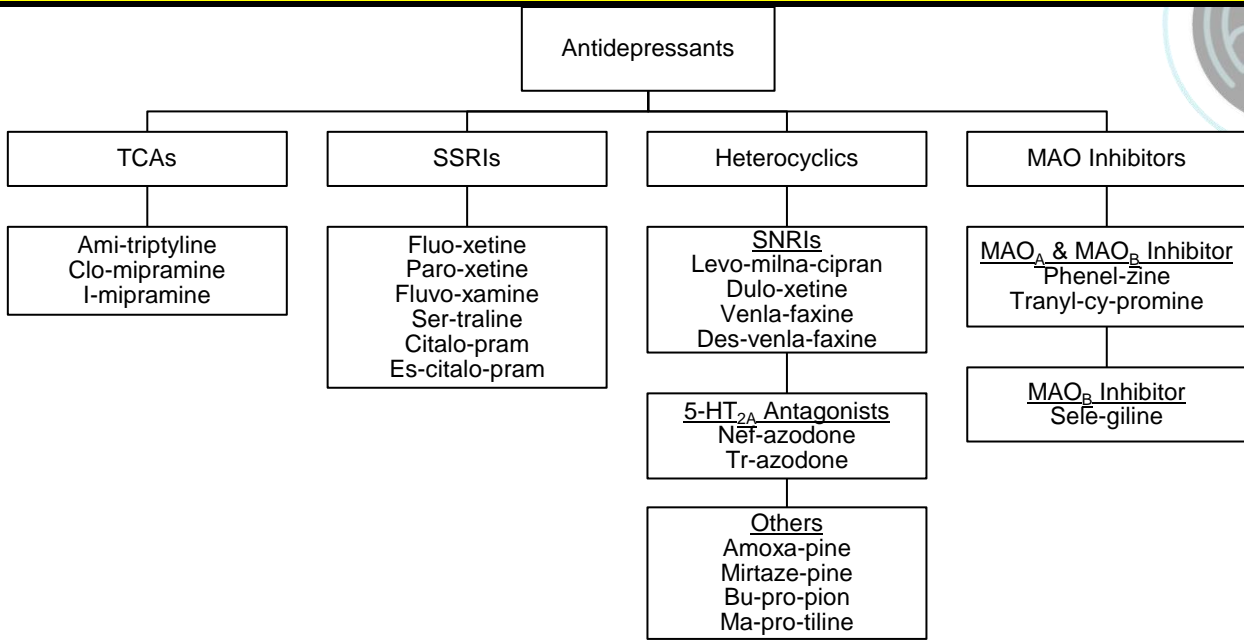 Antidepressants
TCAs
Ami-triptyline
Clo-mipramine
I-mipramine
SSRIs
Fluo-xetine
Paro-xetine
Fluvo-xamine
Ser-traline
Citalo-pram
Es-citalo-pram
Heterocyclics
SNRIs
Levo-milna-cipran
Dulo-xetine
Venla-faxine
Des-venla-faxine
5-HT2A Antagonists
Nef-azodone
Tr-azodone
Others
Amoxa-pine
Mirtaze-pine
Bu-pro-pion
Ma-pro-tiline
MAO Inhibitors
MAOA & MAOB Inhibitor
Phenel-zine
Tranyl-cy-promine
MAOB Inhibitor
Sele-giline